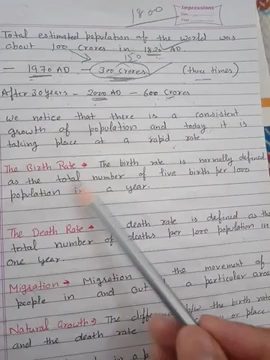 1800
Impressions
Total estimated population of the world was
about 100 crores in 1820 AD.
150
— 1970 AD — 300 crores (three times)
After 30 years - 2000 AD - 600 crores
we notice that there is a consistent
growth of population and today it is
taking place at a rapid rate.
The Birth Rate → The birth rate is normally defined
as the total number of live birth per 1000
population in a year.
The Death Rate → death rate is defined as the
total number of deaths per 1000 population in
one year.
Migration → Migration the movement of
people in and out a particular area
Natural Growth → The the birth rate
and the death rate or place
in a